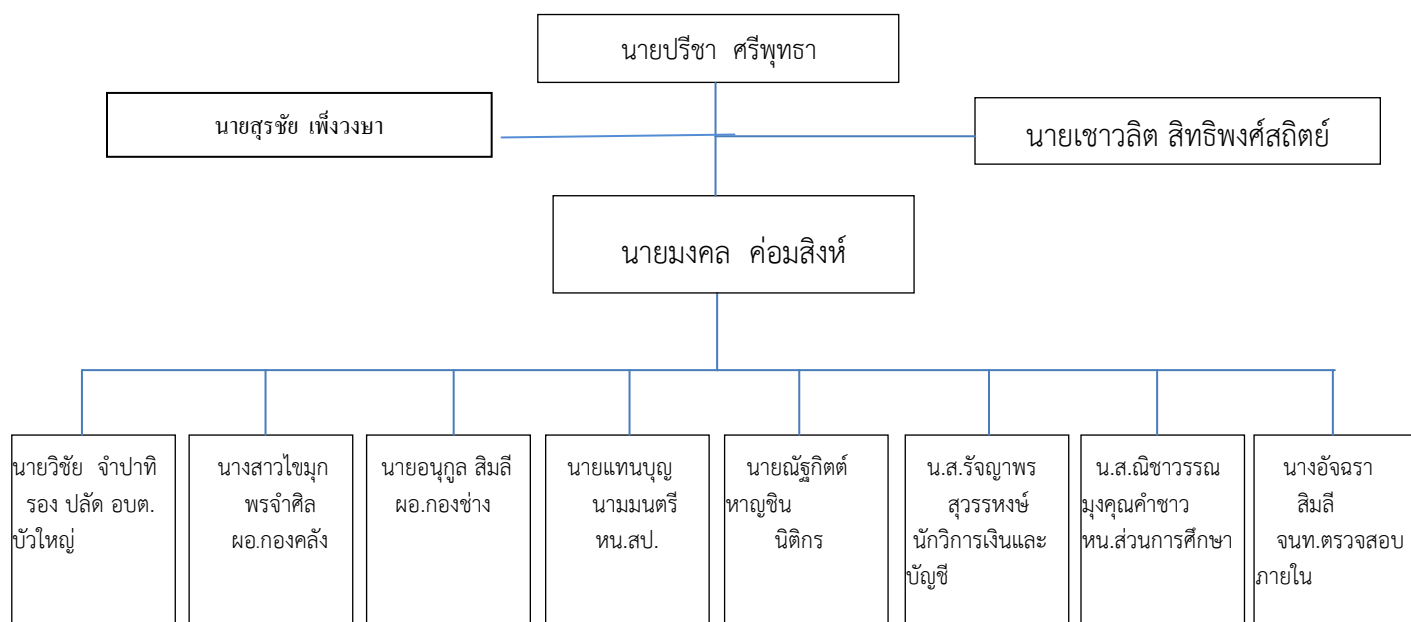 นายปรีชา  ศรีพุทธา
นายสุรชัย เพ็งวงษา
นายเชาวลิต สิทธิพงศ์สถิตย์
นายมงคล  ค่อมสิงห์
นายวิชัย  จำปาทิ
รอง ปลัด อบต.
บัวใหญ่
นางสาวไขมุก
พรจำศิล
ผอ.กองคลัง
นายอนุกูล สิมลี
ผอ.กองช่าง
นายแทนบุญ
นามมนตรี
หน.สป.
นายณัฐกิตต์
หาญชิน
นิติกร
น.ส.รัจญาพร
สุวรรหงษ์
นักวิการเงินและ
บัญชี
น.ส.ณิชาวรรณ
มุงคุณคำชาว
หน.ส่วนการศึกษา
นางอัจฉรา
สิมลี
จนท.ตรวจสอบ
ภายใน